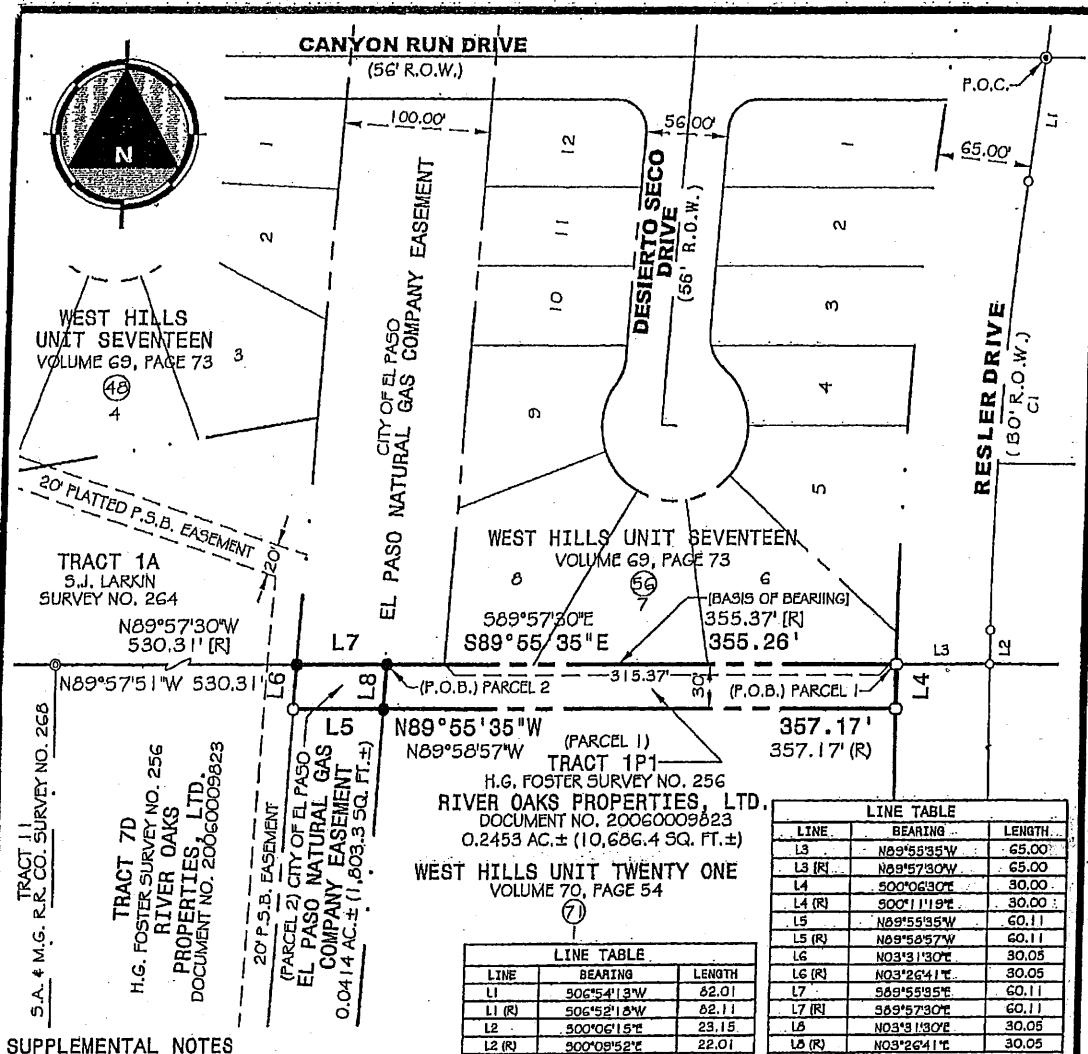 CANYON RUN DRIVE
(56' R.O.W.)
P.O.C.
L1
N
100.00'
56.00'
65.00'
1
12
1
2
11
2
10
3
3
9
4
5
DESIERTO SECO
DRIVE
(56' R.O.W.)
CITY OF EL PASO
EL PASO NATURAL GAS COMPANY EASEMENT
RESLER DRIVE
(130' R.O.W.)
C1
WEST HILLS
UNIT SEVENTEEN
VOLUME 69, PAGE 73
48
4
20' PLATTED P.S.B. EASEMENT
20'
TRACT 1A
S.J. LARKIN
SURVEY NO. 264
WEST HILLS UNIT SEVENTEEN
VOLUME 69, PAGE 73
8
56
7
6
(BASIS OF BEARIING)
N89°57'30"W
530.31' [R]
S89°57'30"E
355.37' [R]
L7
S89°55'35"E
355.26'
L3
L2
N89°57'51"W 530.31'
L6
L8
(P.O.B.) PARCEL 2
315.37'
30'
(P.O.B.) PARCEL 1
L4
L5
N89°55'35"W
357.17'
N89°58'57"W
357.17' (R)
(PARCEL 1)
TRACT 1P1
H.G. FOSTER SURVEY NO. 256
RIVER OAKS PROPERTIES, LTD.
DOCUMENT NO. 20060009823
0.2453 AC.± (10,686.4 SQ. FT.±)
WEST HILLS UNIT TWENTY ONE
VOLUME 70, PAGE 54
71
TRACT 11
S.A. & M.G. R.R. CO. SURVEY NO. 268
TRACT 7D
H.G. FOSTER SURVEY NO. 256
RIVER OAKS
PROPERTIES, LTD.
DOCUMENT NO. 20060009823
20' P.S.B. EASEMENT
(PARCEL 2) CITY OF EL PASO
EL PASO NATURAL GAS
COMPANY EASEMENT
0.0414 AC.± (1,803.3 SQ. FT.±)
LINE TABLE
LINE BEARING LENGTH
L1 S06°54'13"W 82.01
L1 (R) S06°52'18"W 82.11
L2 S00°06'15"E 23.15
L2 (R) S00°09'52"E 22.01
LINE TABLE
LINE BEARING LENGTH
L3 N89°55'35"W 65.00
L3 [R] N89°57'30"W 65.00
L4 S00°06'30"E 30.00
L4 (R) S00°11'19"E 30.00
L5 N89°55'35"W 60.11
L5 (R) N89°58'57"W 60.11
L6 N03°31'30"E 30.05
L6 (R) N03°26'41"E 30.05
L7 S89°55'35"E 60.11
L7 (R) S89°57'30"E 60.11
L8 N03°31'30"E 30.05
L8 (R) N03°26'41"E 30.05
SUPPLEMENTAL NOTES